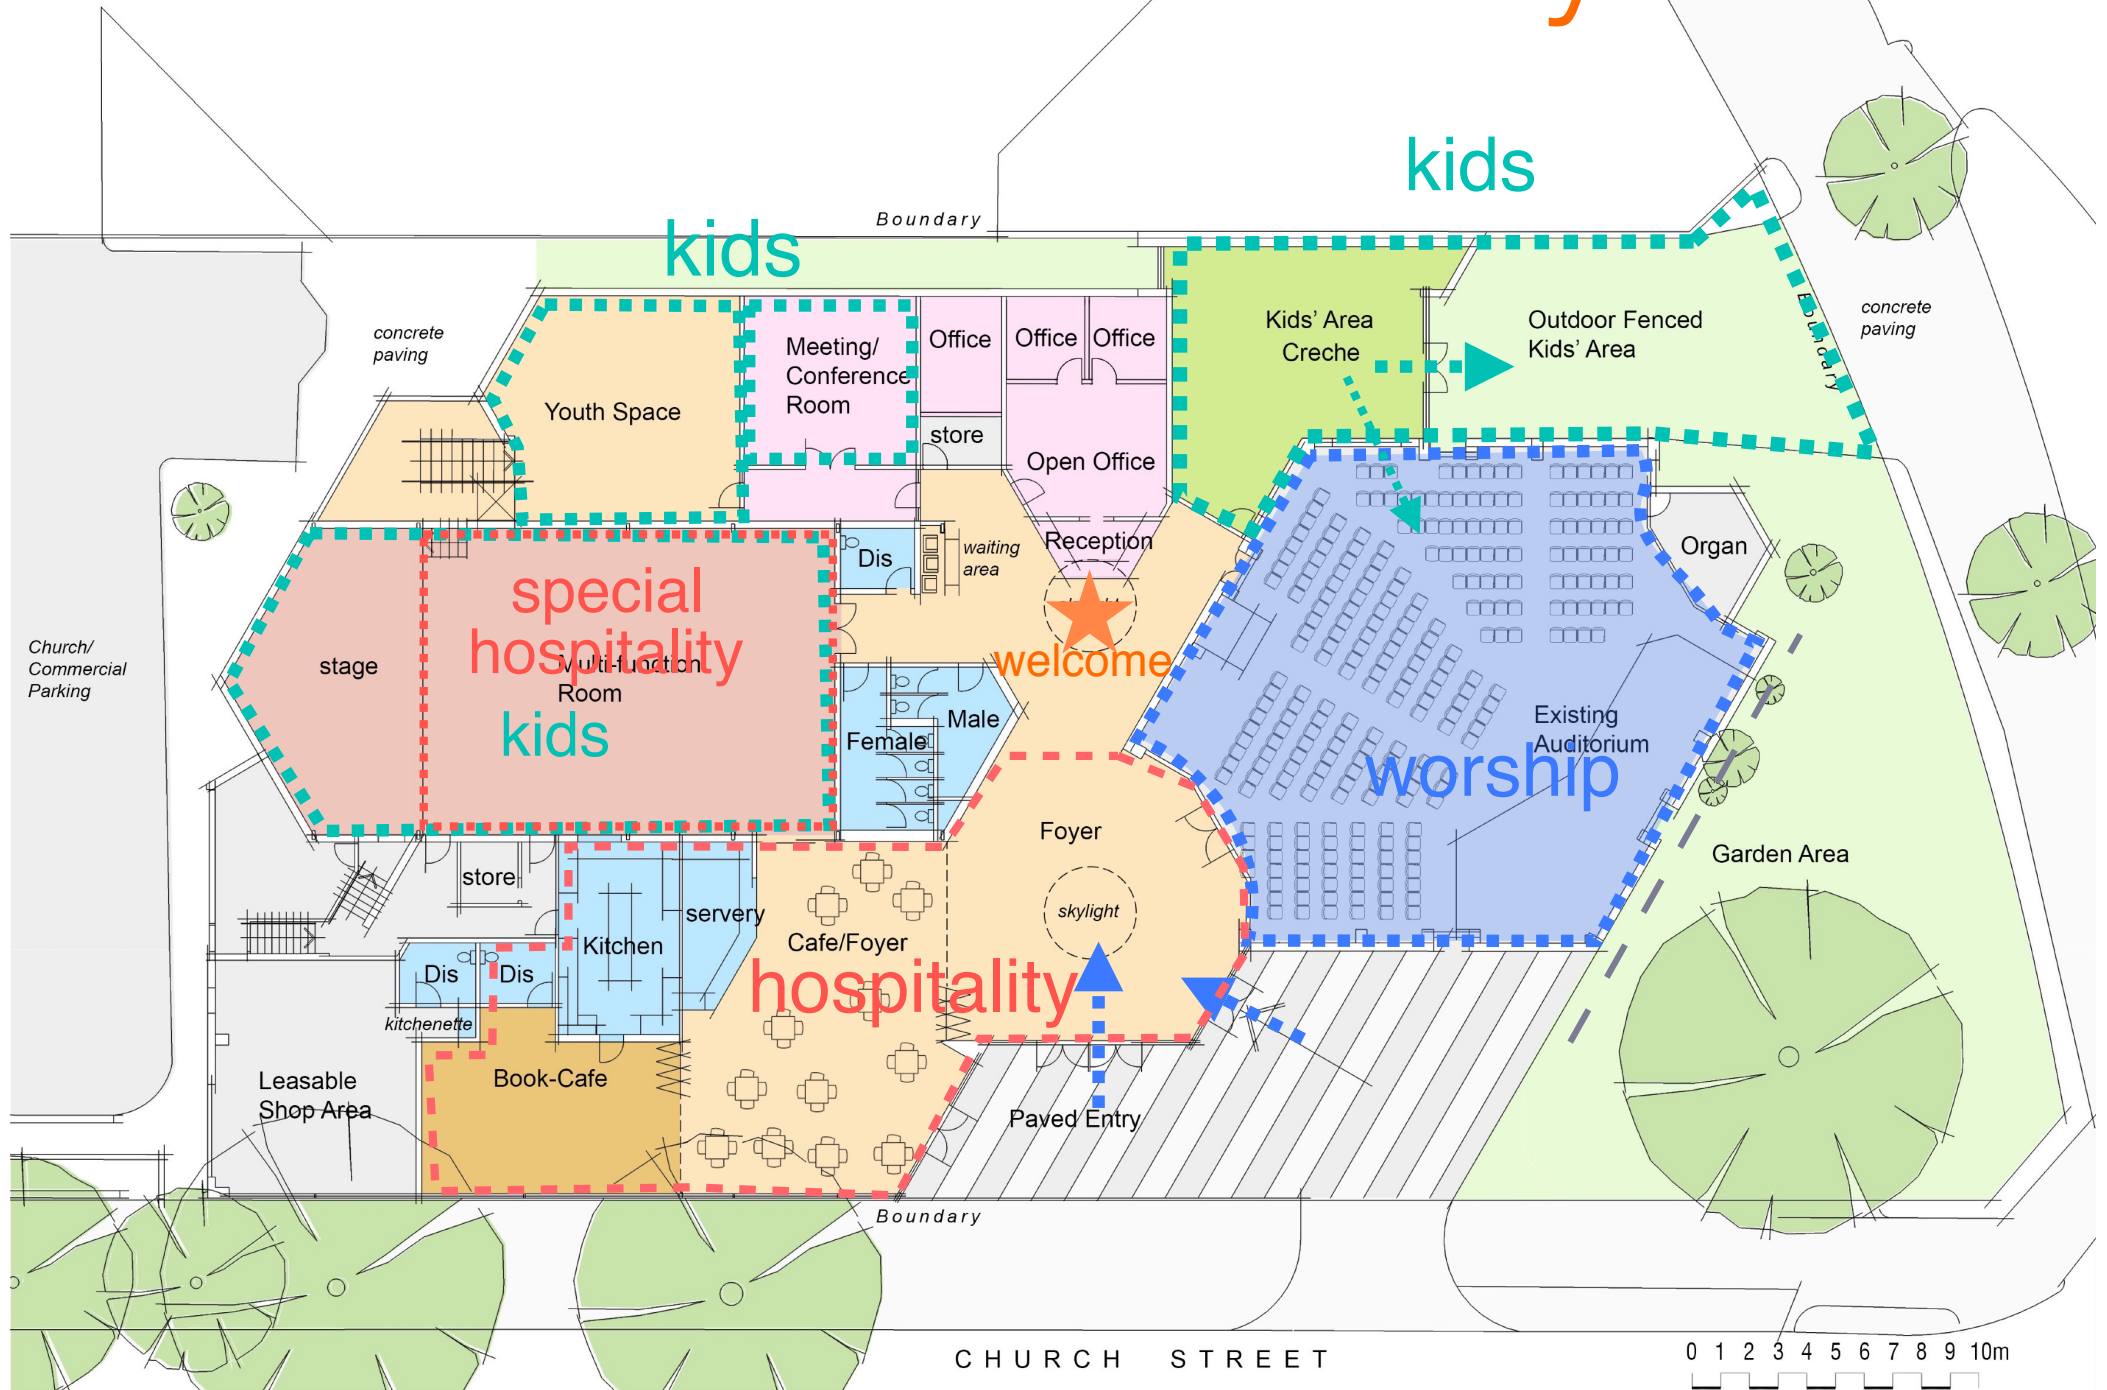 y
kids
Boundary
kids
concrete
paving
Meeting/
Conference
Room
Office
Office
Office
Kids' Area
Creche
Outdoor Fenced
Kids' Area
Boundary
concrete
paving
Youth Space
store
Open Office
Reception
waiting
area
Dis
Organ
special
hospitality
Multi-function
Room
kids
stage
welcome
Church/
Commercial
Parking
Male
Female
Existing
Auditorium
worship
Foyer
Garden Area
store
servery
Kitchen
Cafe/Foyer
skylight
Dis
Dis
hospitality
kitchenette
Book-Cafe
Leasable
Shop Area
Paved Entry
Boundary
CHURCH STREET
0 1 2 3 4 5 6 7 8 9 10m